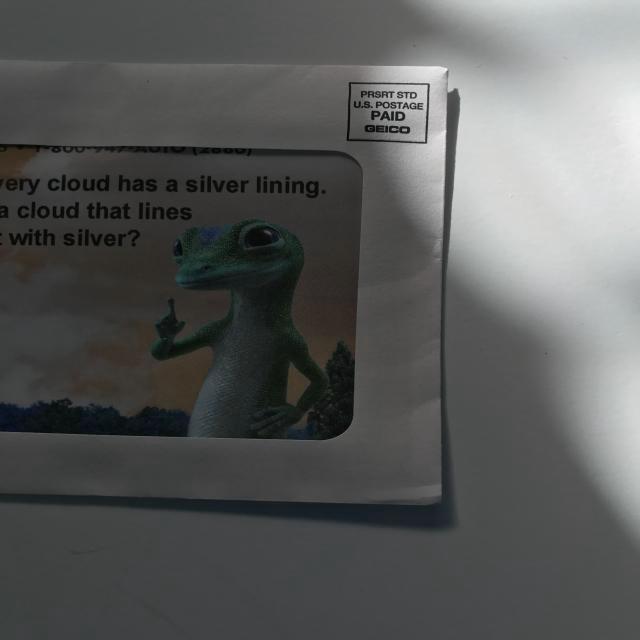 PRSRT STD
U.S. POSTAGE
PAID
GEICO
very cloud has a silver lining.
a cloud that lines
t with silver?